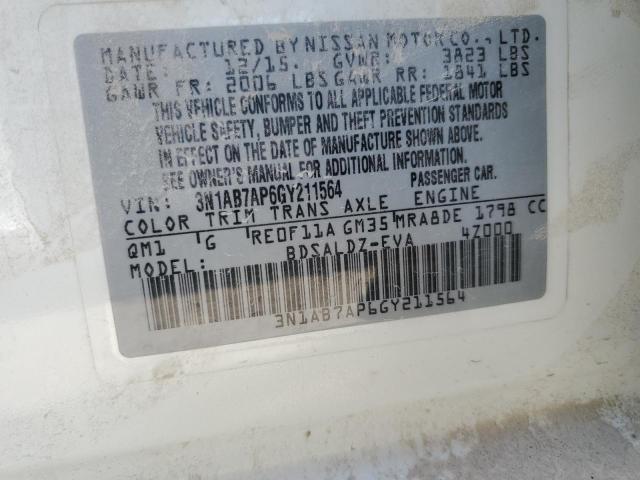 MANUFACTURED BY NISSAN MOTOR CO., LTD.
DATE: 12/15. GVWR: 3823 LBS
GAWR FR: 2006 LBS GAWR RR: 1841 LBS
THIS VEHICLE CONFORMS TO ALL APPLICABLE FEDERAL MOTOR
VEHICLE SAFETY, BUMPER AND THEFT PREVENTION STANDARDS
IN EFFECT ON THE DATE OF MANUFACTURE SHOWN ABOVE.
SEE OWNER'S MANUAL FOR ADDITIONAL INFORMATION.
VIN: 3N1AB7AP6GY211564 PASSENGER CAR.
COLOR TRIM TRANS AXLE ENGINE
QM1 G RE0F11A GM35 MRA8DE 1798 CC
MODEL: BDSALDZ-EVA 4Z000
3N1AB7AP6GY211564